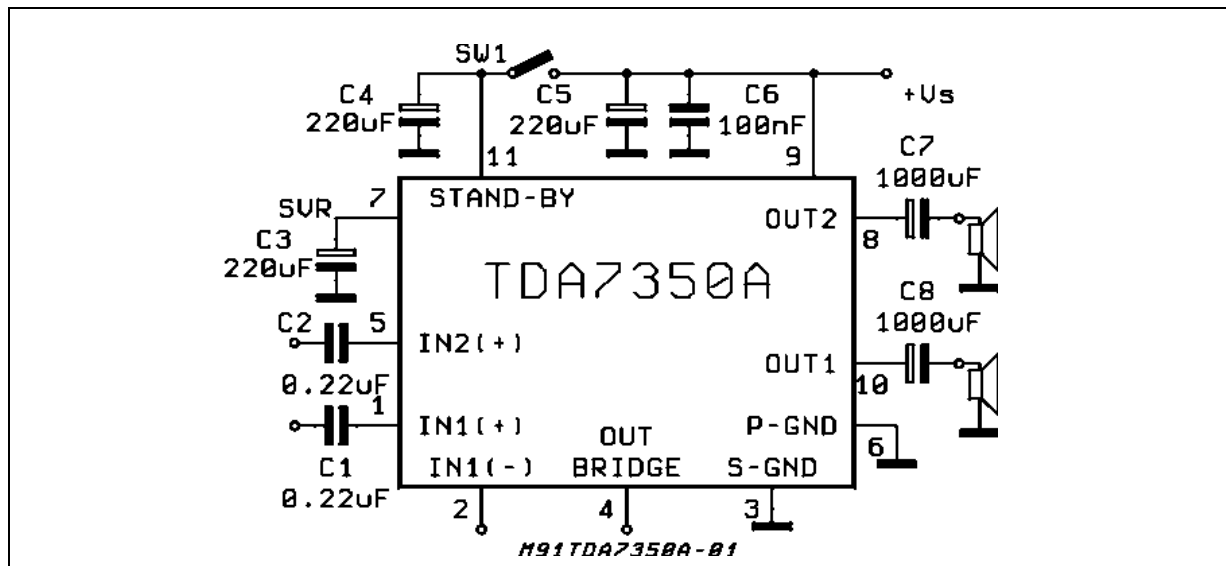 SW1
C4
220uF
C5
220uF
C6
100nF
+Vs
11
9
C7
1000uF
SVR
7
STAND-BY
OUT2
8
C3
220uF
TDA7350A
C8
1000uF
C2
5
IN2(+)
0.22uF
OUT1
10
1
IN1(+)
OUT
BRIDGE
P-GND
6
C1
0.22uF
IN1(-)
S-GND
2
4
3
M91TDA7350A-01